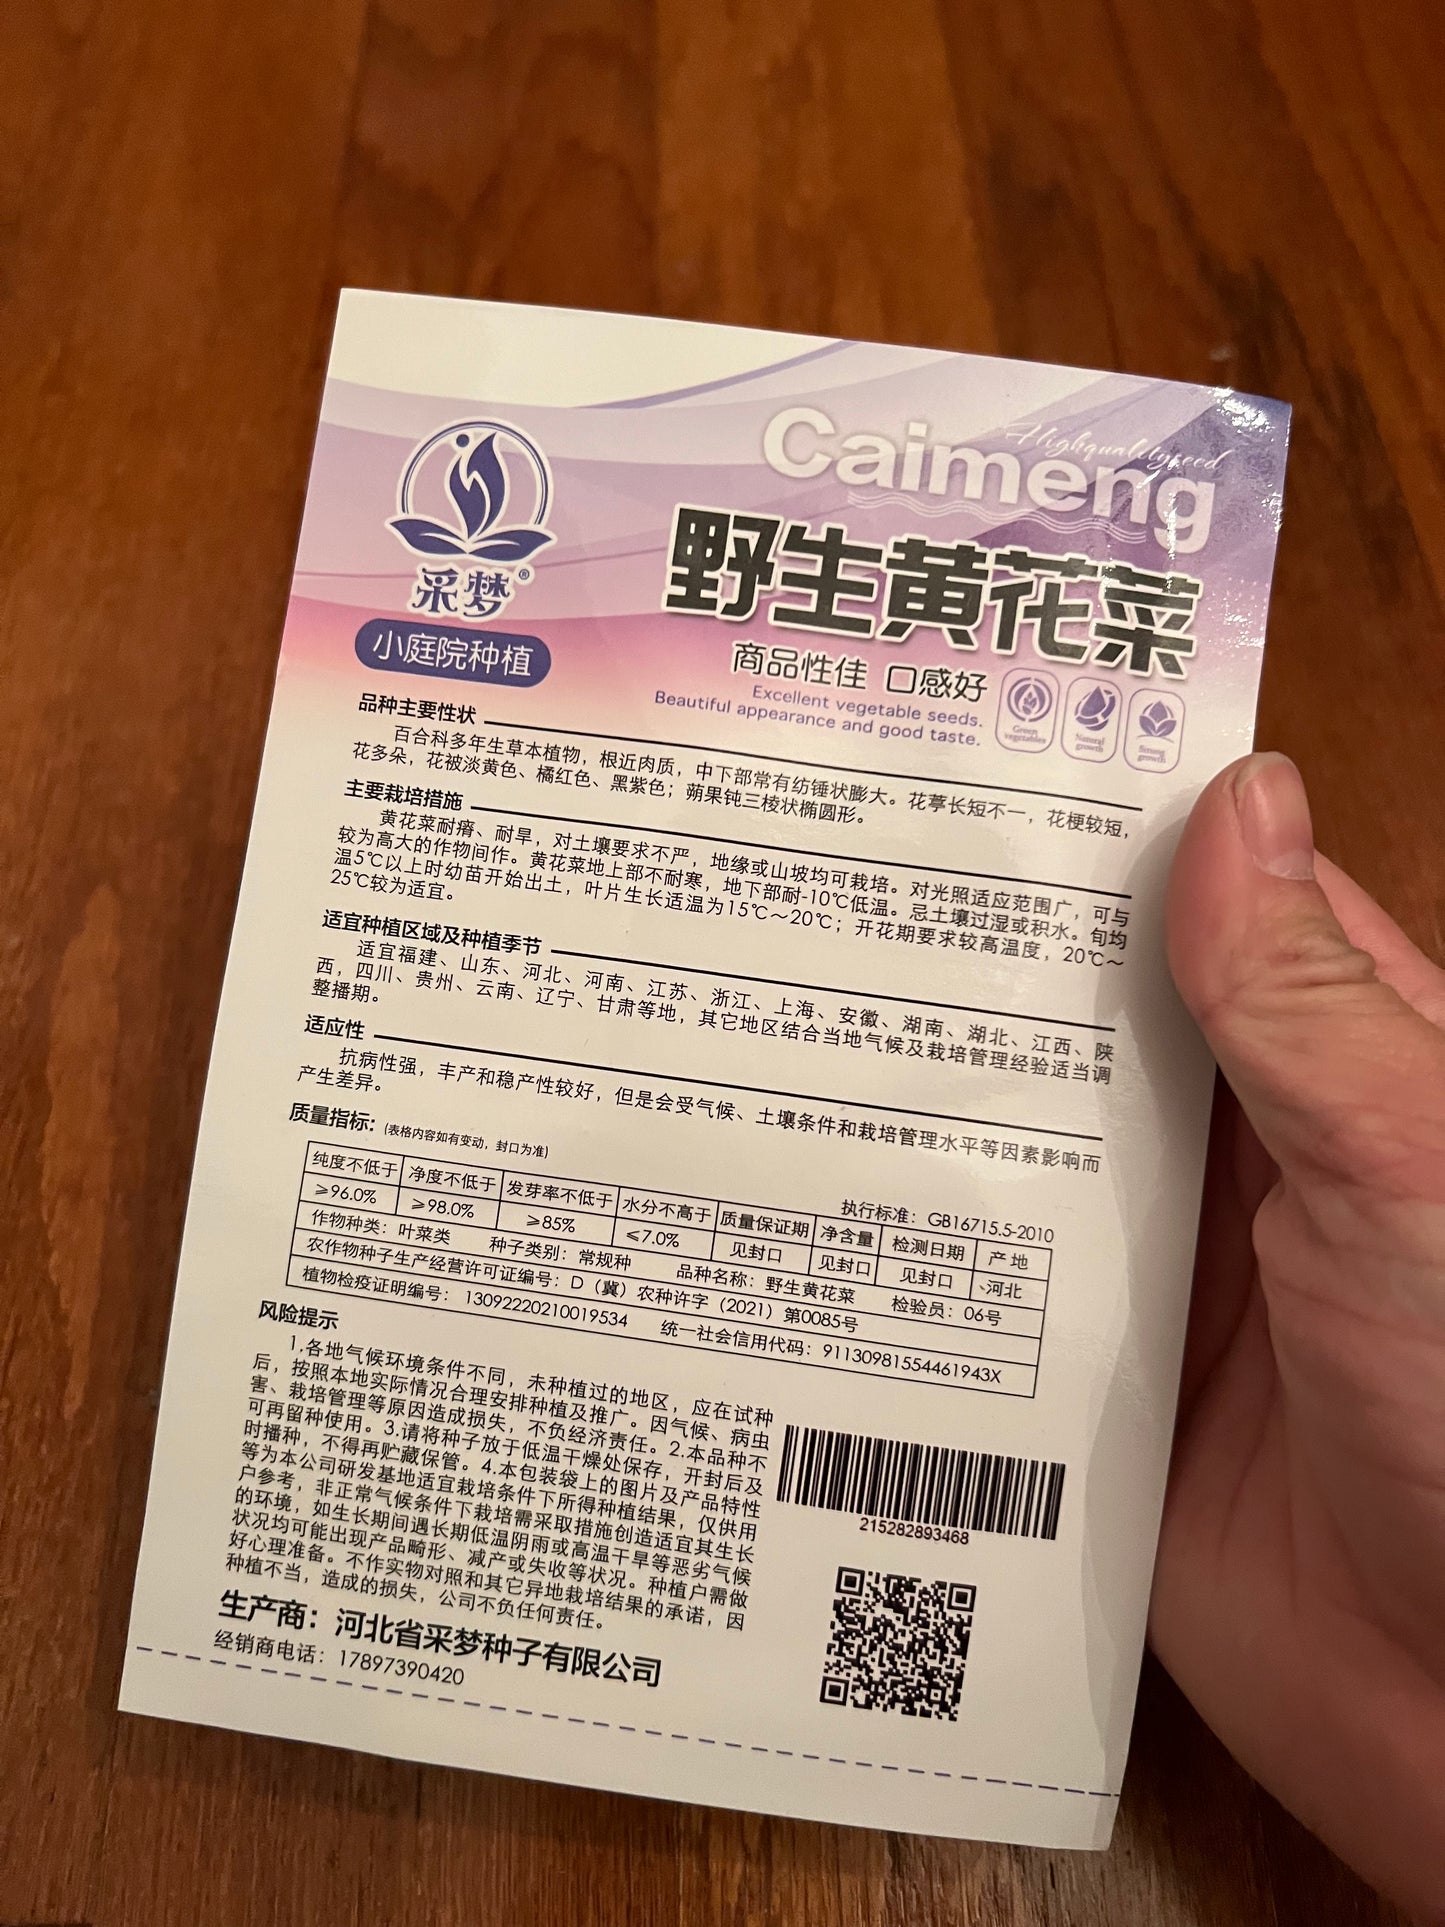 Caimeng
Highqualityseed
采梦®
野生黄花菜
小庭院种植
商品性佳 口感好
Excellent vegetable seeds.
Beautiful appearance and good taste.
Green vegetables
Natural growth
Strong growth
品种主要性状
百合科多年生草本植物，根近肉质，中下部常有纺锤状膨大。花葶长短不一，花梗较短，
花多朵，花被淡黄色、橘红色、黑紫色；蒴果钝三棱状椭圆形。
主要栽培措施
黄花菜耐瘠、耐旱，对土壤要求不严，地缘或山坡均可栽培。对光照适应范围广，可与
较为高大的作物间作。黄花菜地上部不耐寒，地下部耐-10℃低温。忌土壤过湿或积水。旬均
温5℃以上时幼苗开始出土，叶片生长适温为15℃～20℃；开花期要求较高温度，20℃～
25℃较为适宜。
适宜种植区域及种植季节
适宜福建、山东、河北、河南、江苏、浙江、上海、安徽、湖南、湖北、江西、陕
西，四川、贵州、云南、辽宁、甘肃等地，其它地区结合当地气候及栽培管理经验适当调
整播期。
适应性
抗病性强，丰产和稳产性较好，但是会受气候、土壤条件和栽培管理水平等因素影响而
产生差异。
质量指标：(表格内容如有变动，封口为准)
执行标准：GB16715.5-2010
纯度不低于 净度不低于 发芽率不低于 水分不高于 质量保证期 净含量 检测日期 产地
≥96.0% ≥98.0% ≥85% ≤7.0% 见封口 见封口 见封口 河北
作物种类：叶菜类 种子类别：常规种 品种名称：野生黄花菜 检验员：06号
农作物种子生产经营许可证编号：D（冀）农种许字（2021）第0085号
植物检疫证明编号：13092220210019534 统一社会信用代码：91130981554461943X
风险提示
1.各地气候环境条件不同，未种植过的地区，应在试种
后，按照本地实际情况合理安排种植及推广。因气候、病虫
害、栽培管理等原因造成损失，不负经济责任。2.本品种不
可再留种使用。3.请将种子放于低温干燥处保存，开封后及
时播种，不得再贮藏保管。4.本包装袋上的图片及产品特性
等为本公司研发基地适宜栽培条件下所得种植结果，仅供用
户参考，非正常气候条件下栽培需采取措施创造适宜其生长
的环境，如生长期间遇长期低温阴雨或高温干旱等恶劣气候
状况均可能出现产品畸形、减产或失收等状况。种植户需做
好心理准备。不作实物对照和其它异地栽培结果的承诺，因
种植不当，造成的损失，公司不负任何责任。
215282893468
生产商：河北省采梦种子有限公司
经销商电话：17897390420